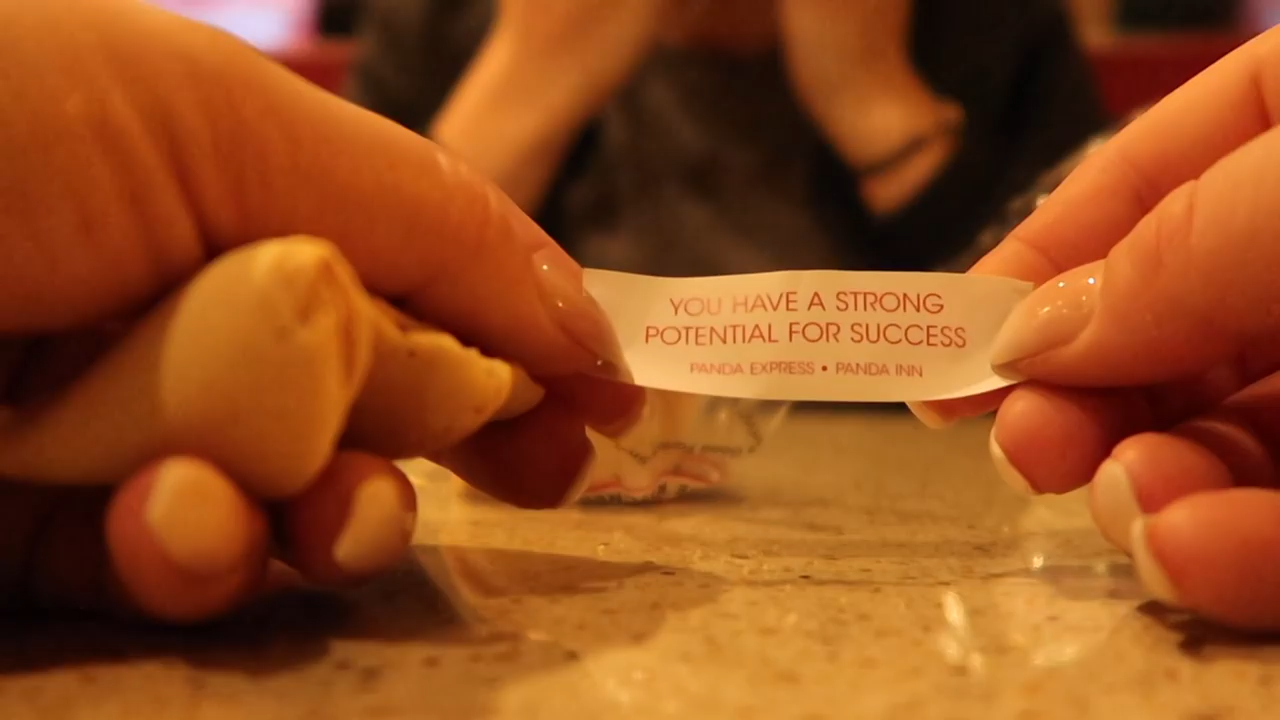 YOU HAVE A STRONG
POTENTIAL FOR SUCCESS
PANDA EXPRESS • PANDA INN